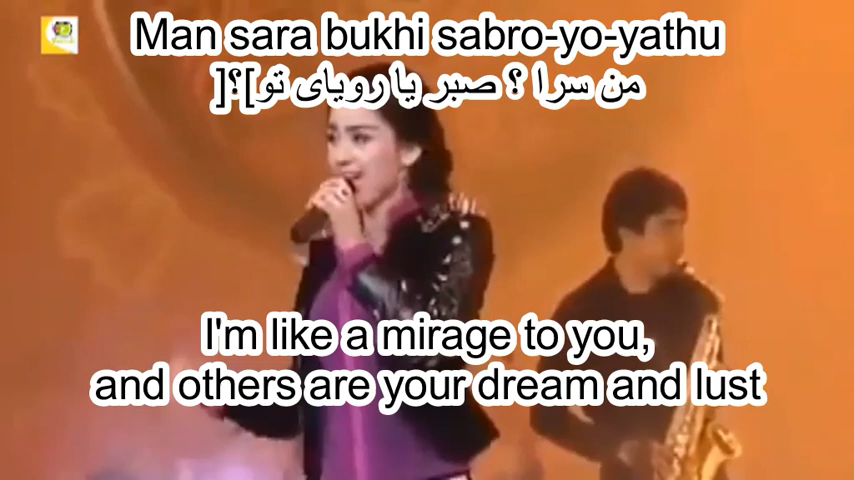 Man sara bukhi sabro-yo-yathu
من سرا ؟ صبر یا رویای تو]؟[
I'm like a mirage to you,
and others are your dream and lust